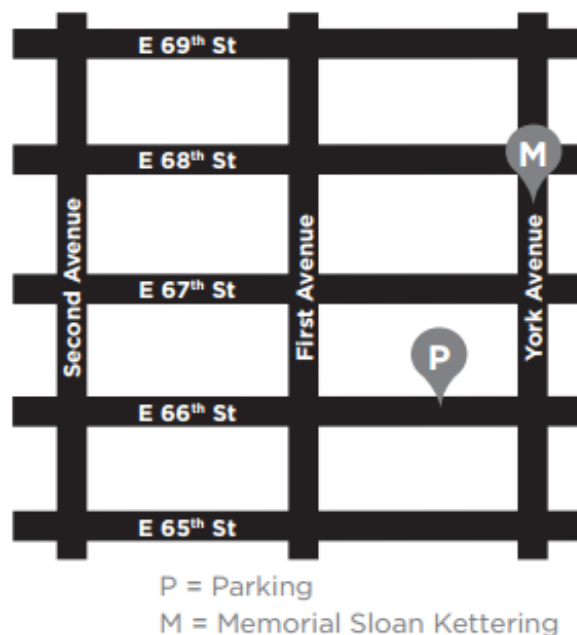 E 69th St
E 68th St
M
Second Avenue
First Avenue
York Avenue
E 67th St
P
E 66th St
E 65th St
P = Parking
M = Memorial Sloan Kettering